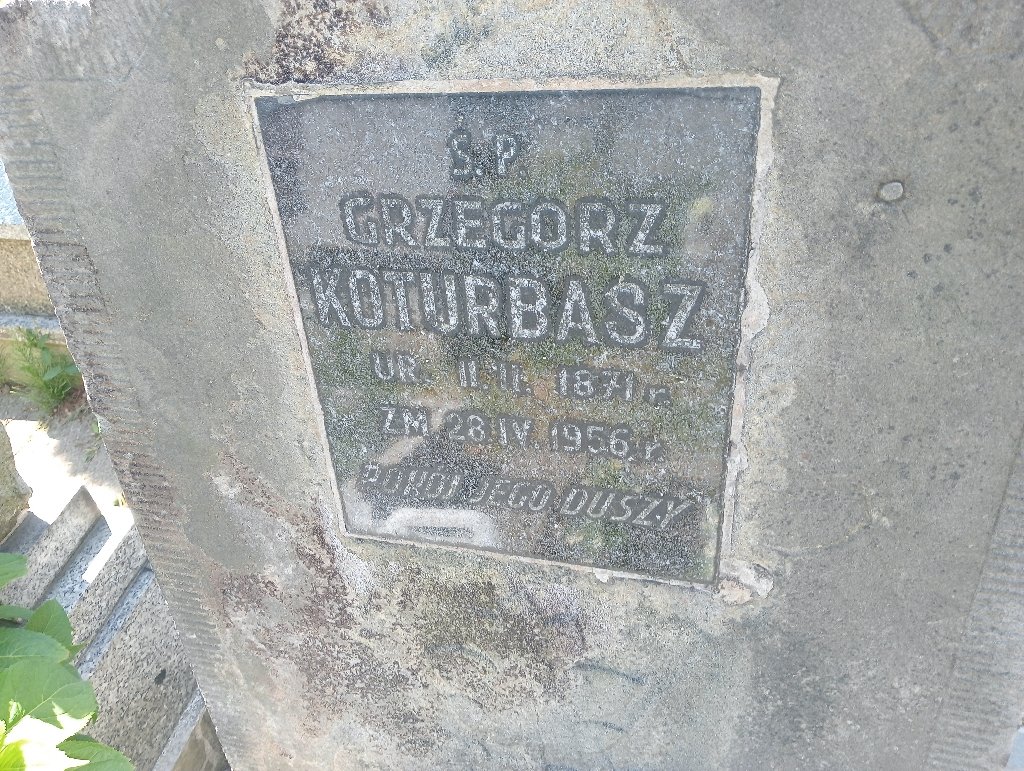 Ś. P.
GRZEGORZ
KOTURBASZ
UR. 11. II. 1871 r.
ZM 28. IV. 1956. r.
POKÓJ JEGO DUSZY